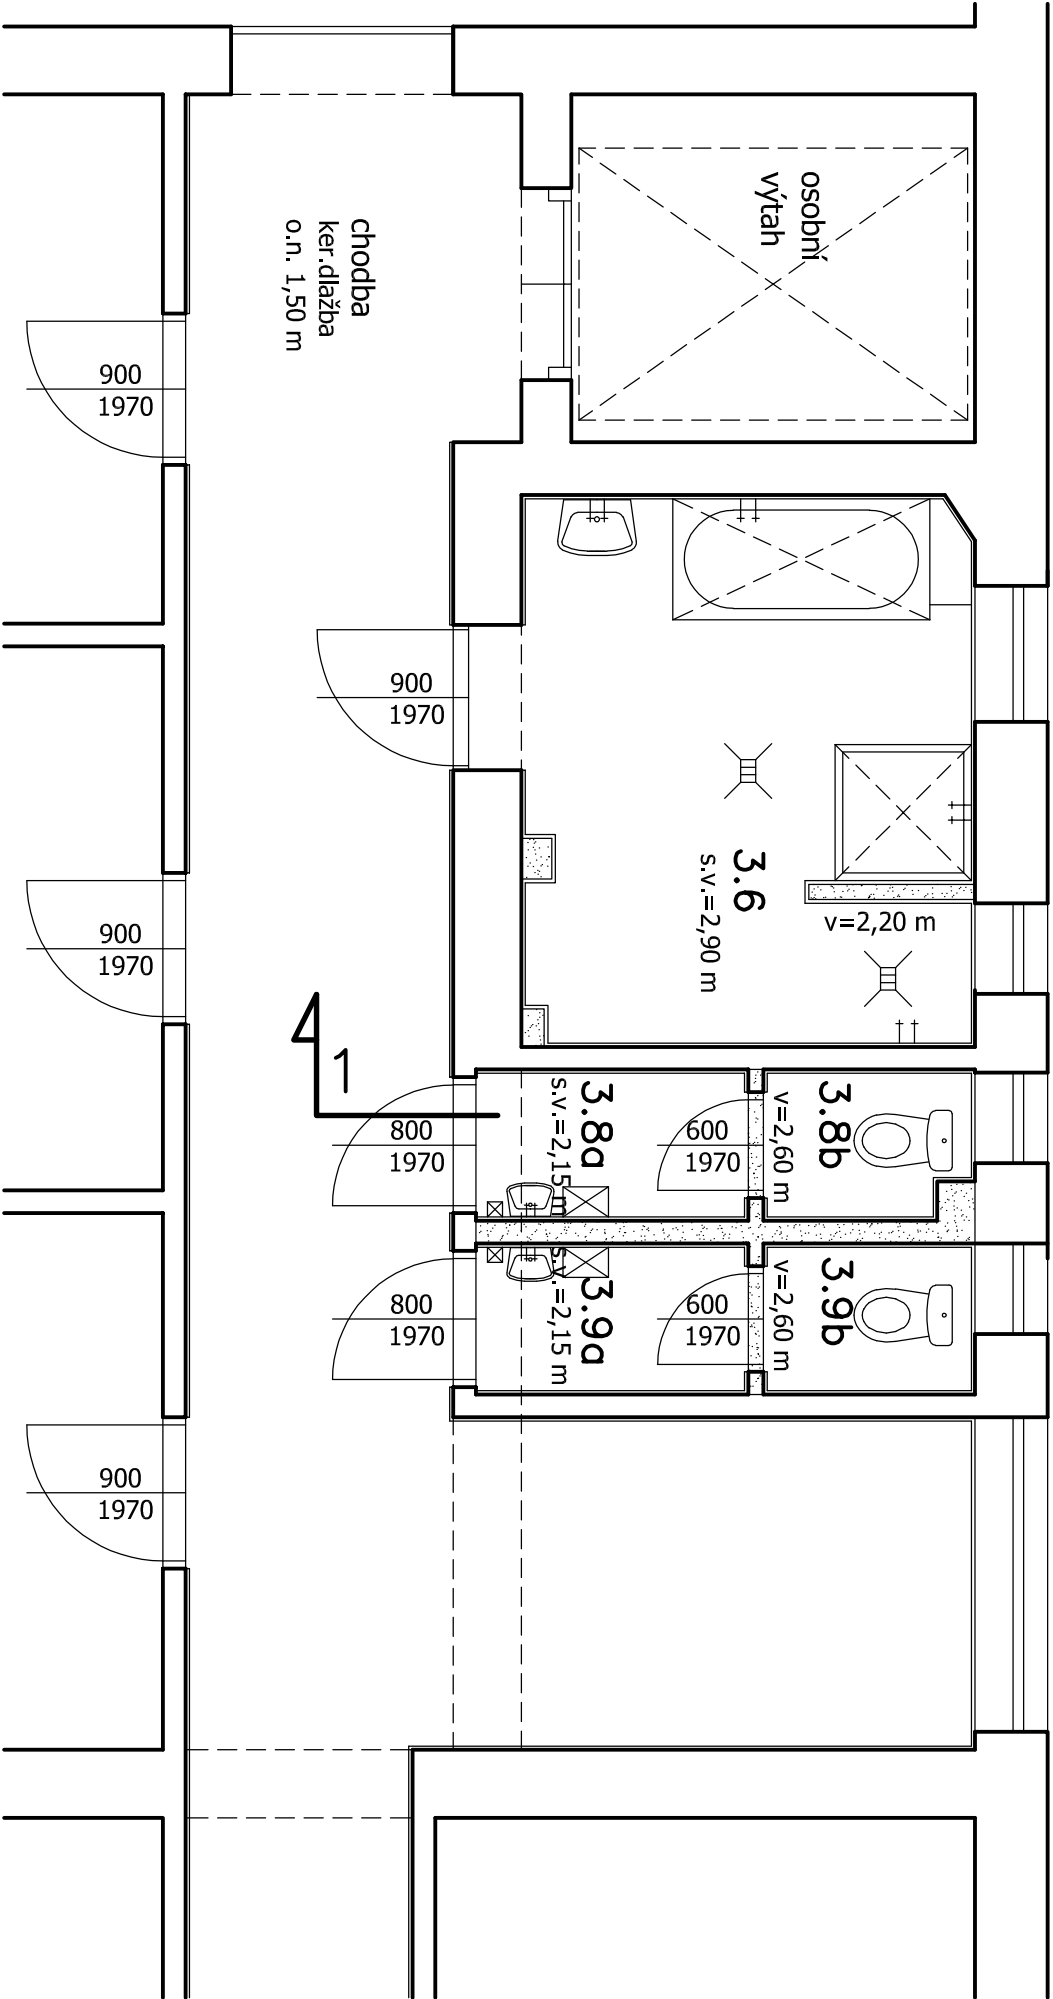 osobní
výtah
chodba
ker.dlažba
o.n. 1,50 m
900
1970
900
1970
3.6
s.v.=2,90 m
v=2,20 m
900
1970
1
3.8a
s.v.=2,15 m
800
1970
600
1970
v=2,60 m
3.8b
3.9a
s.v.=2,15 m
800
1970
600
1970
v=2,60 m
3.9b
900
1970